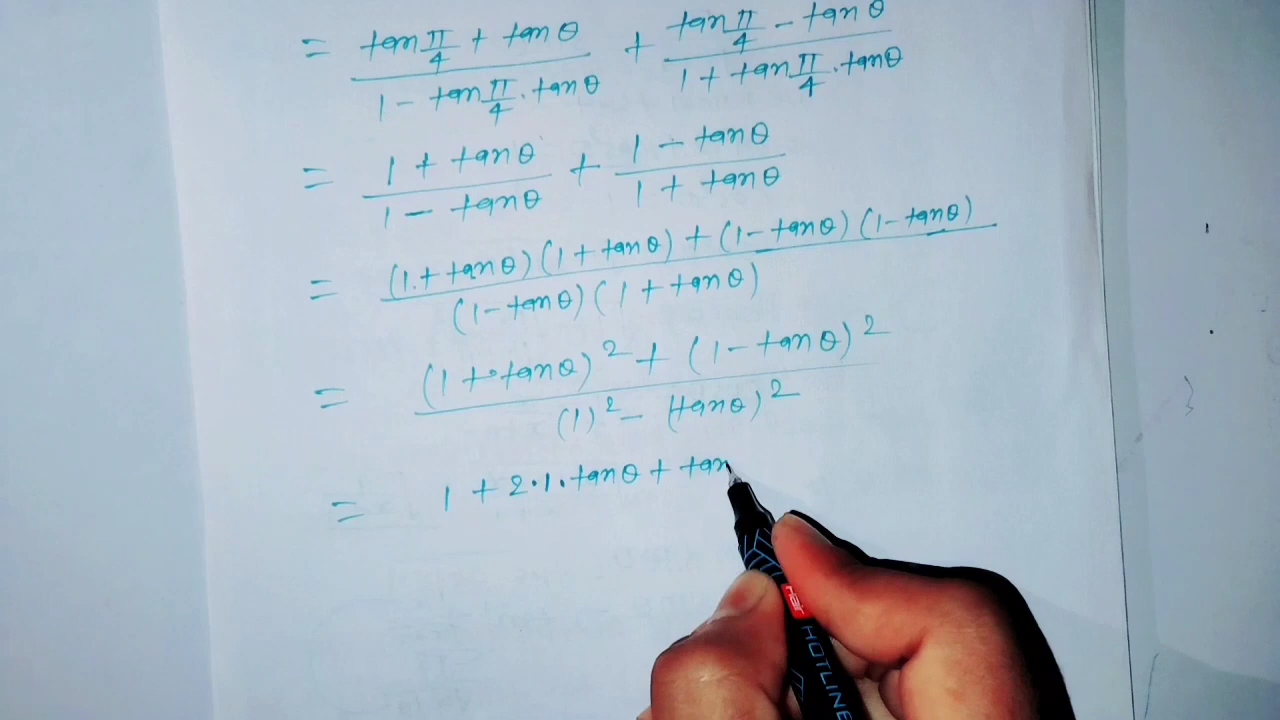 = (tan π/4 + tan θ)/(1 - tan π/4 . tan θ) + (tan π/4 - tan θ)/(1 + tan π/4 . tan θ)
= (1 + tan θ)/(1 - tan θ) + (1 - tan θ)/(1 + tan θ)
= ((1 + tan θ)(1 + tan θ) + (1 - tan θ)(1 - tan θ))/((1 - tan θ)(1 + tan θ))
= ((1 + tan θ)² + (1 - tan θ)²)/((1)² - (tan θ)²)
= 1 + 2·1·tan θ + tan
Hair
HOTLINE